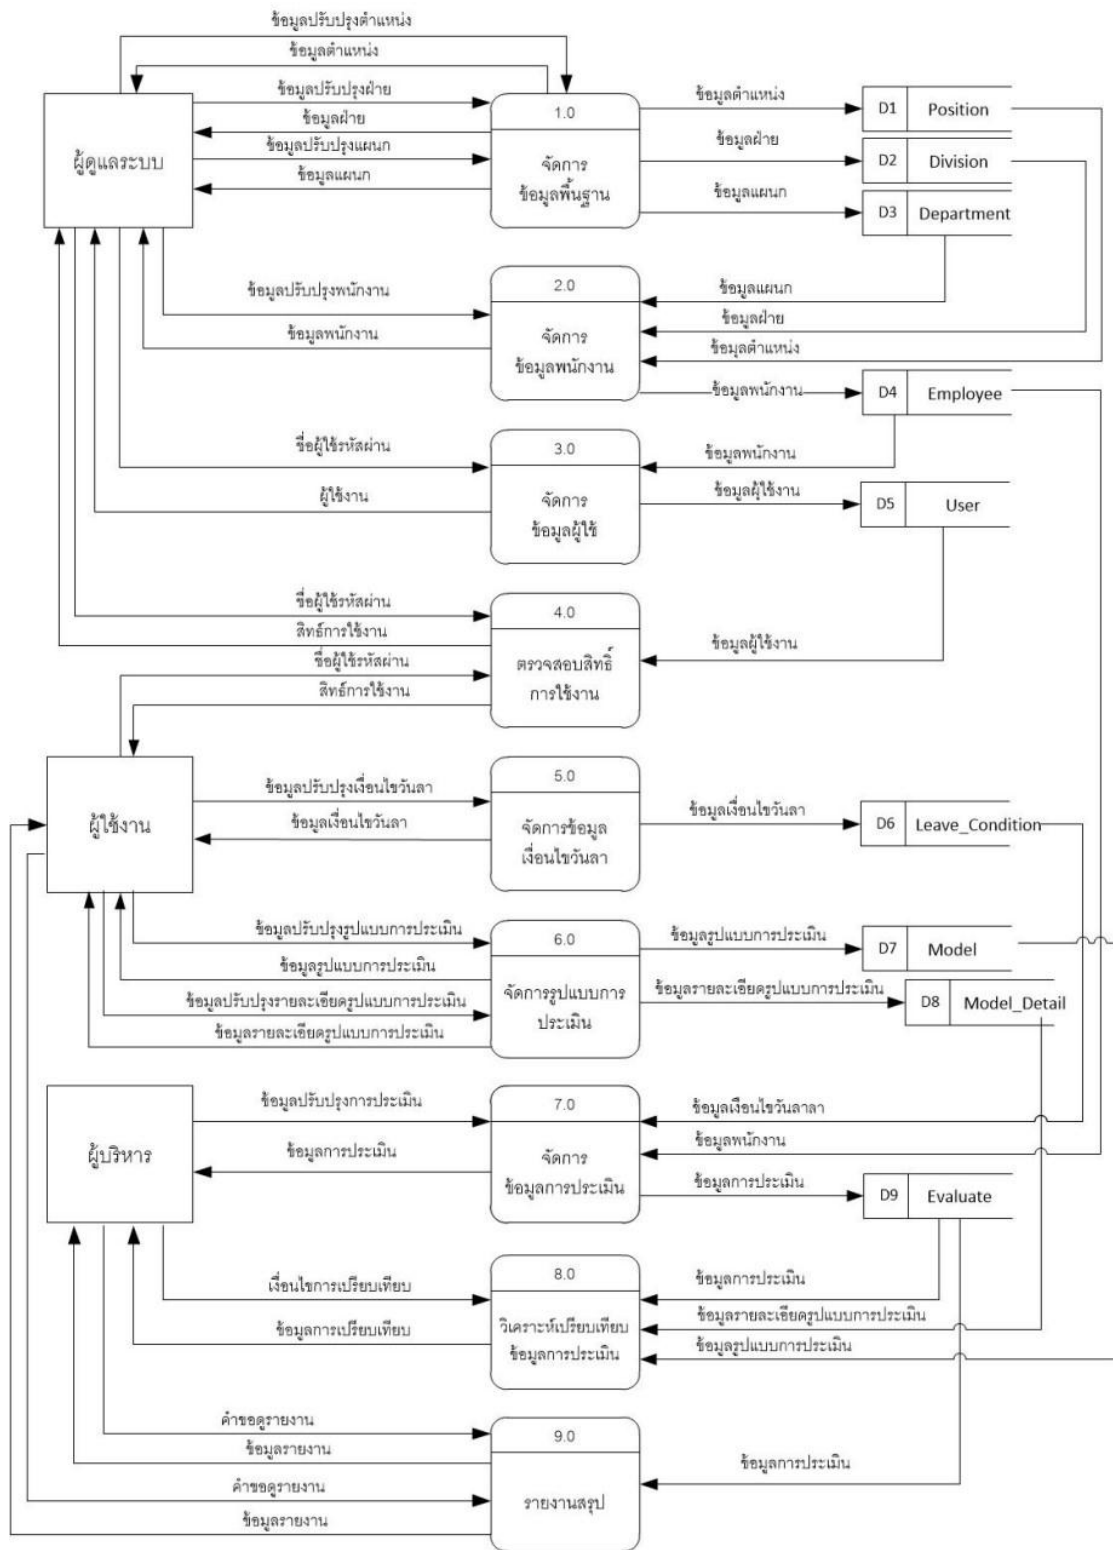 ข้อมูลปรับปรุงตำแหน่ง
ข้อมูลตำแหน่ง
ข้อมูลปรับปรุงฝ่าย
ข้อมูลฝ่าย
ข้อมูลปรับปรุงแผนก
ข้อมูลแผนก
ผู้ดูแลระบบ
1.0
จัดการ
ข้อมูลพื้นฐาน
ข้อมูลตำแหน่ง
D1 Position
ข้อมูลฝ่าย
D2 Division
ข้อมูลแผนก
D3 Department
ข้อมูลปรับปรุงพนักงาน
ข้อมูลพนักงาน
2.0
จัดการ
ข้อมูลพนักงาน
ข้อมูลแผนก
ข้อมูลฝ่าย
ข้อมูลตำแหน่ง
ข้อมูลพนักงาน
D4 Employee
ชื่อผู้ใช้รหัสผ่าน
ผู้ใช้งาน
3.0
จัดการ
ข้อมูลผู้ใช้
ข้อมูลพนักงาน
ข้อมูลผู้ใช้งาน
D5 User
ชื่อผู้ใช้รหัสผ่าน
สิทธ์การใช้งาน
ชื่อผู้ใช้รหัสผ่าน
สิทธ์การใช้งาน
4.0
ตรวจสอบสิทธิ์
การใช้งาน
ข้อมูลผู้ใช้งาน
ผู้ใช้งาน
ข้อมูลปรับปรุงเงื่อนไขวันลา
ข้อมูลเงื่อนไขวันลา
5.0
จัดการข้อมูล
เงื่อนไขวันลา
ข้อมูลเงื่อนไขวันลา
D6 Leave_Condition
ข้อมูลปรับปรุงรูปแบบการประเมิน
ข้อมูลรูปแบบการประเมิน
ข้อมูลปรับปรุงรายละเอียดรูปแบบการประเมิน
ข้อมูลรายละเอียดรูปแบบการประเมิน
6.0
จัดการรูปแบบการ
ประเมิน
ข้อมูลรูปแบบการประเมิน
D7 Model
ข้อมูลรายละเอียดรูปแบบการประเมิน
D8 Model_Detail
ผู้บริหาร
ข้อมูลปรับปรุงการประเมิน
ข้อมูลการประเมิน
7.0
จัดการ
ข้อมูลการประเมิน
ข้อมูลเงือนไขวันลาลา
ข้อมูลพนักงาน
ข้อมูลการประเมิน
D9 Evaluate
เงื่อนไขการเปรียบเทียบ
ข้อมูลการเปรียบเทียบ
8.0
วิเคราะห์เปรียบเทียบ
ข้อมูลการประเมิน
ข้อมูลการประเมิน
ข้อมูลรายละเอียดรูปแบบการประเมิน
ข้อมูลรูปแบบการประเมิน
คำขอดูรายงาน
ข้อมูลรายงาน
คำขอดูรายงาน
ข้อมูลรายงาน
9.0
รายงานสรุป
ข้อมูลการประเมิน